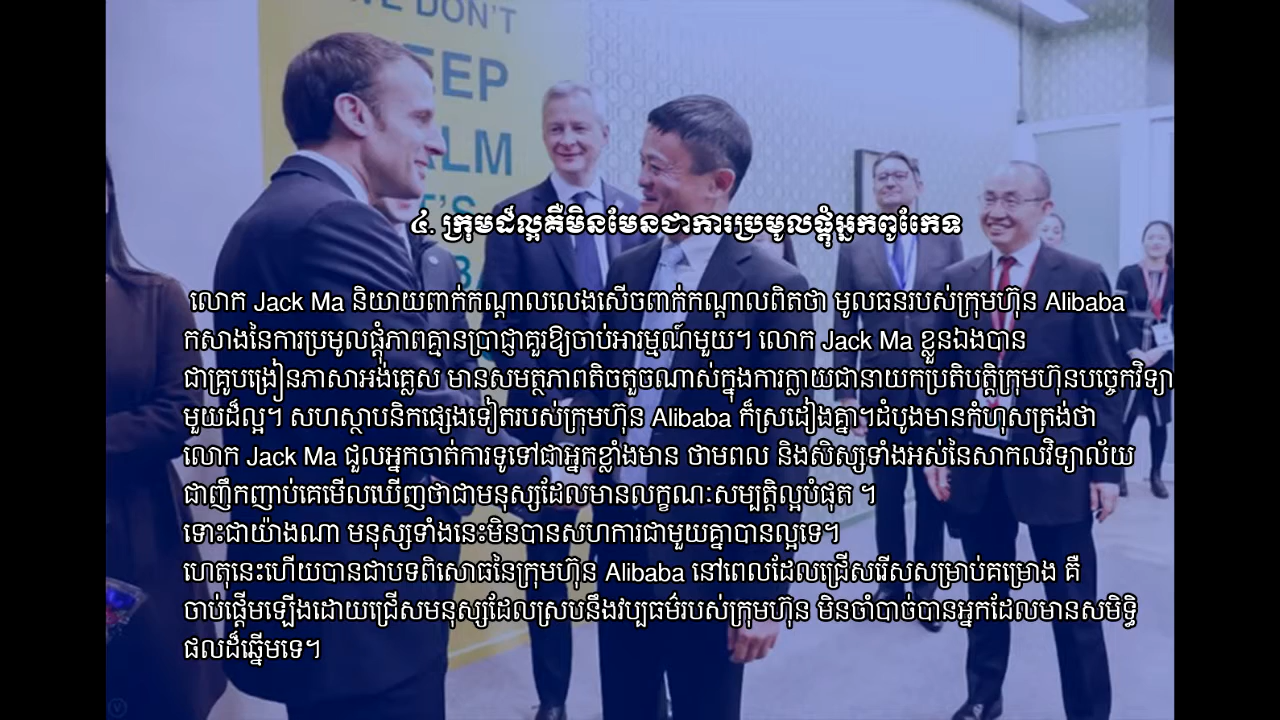 WE DON'T
EEP
ALM
T'S
៤. ក្រុមដ៏ល្អគឺមិនមែនជាការប្រមូលផ្តុំអ្នកពូកែកែទ
លោក Jack Ma និយាយពាក់កណ្តាលលេងសើចពាក់កណ្តាលពិតថា មូលធនរបស់ក្រុមហ៊ុន Alibaba
កសាងនៃការប្រមូលផ្តុំភាពគ្មានប្រាជ្ញាគួរឱ្យចាប់អារម្មណ៍មួយ។ លោក Jack Ma ខ្លួនឯងបាន
ជាគ្រូបង្រៀនភាសាអង់គ្លេស មានសមត្ថភាពតិចតួចណាស់ក្នុងការក្លាយជានាយកប្រតិបត្តិក្រុមហ៊ុនបច្ចេកវិទ្យា
មួយដ៏ល្អ។ សហស្ថាបនិកផ្សេងទៀតរបស់ក្រុមហ៊ុន Alibaba ក៏ស្រដៀងគ្នា។ដំបូងមានកំហុសត្រង់ថា
លោក Jack Ma ជួលអ្នកចាត់ការទូទៅជាអ្នកខ្លាំងមាន ថាមពល និងសិស្សទាំងអស់នៃសាកលវិទ្យាល័យ
ជាញឹកញាប់គេមើលឃើញថាជាមនុស្សដែលមានលក្ខណៈសម្បត្តិល្អបំផុត ។
ទោះជាយ៉ាងណា មនុស្សទាំងនេះមិនបានសហការជាមួយគ្នាបានល្អទេ។
ហេតុនេះហើយបានជាបទពិសោធនៃក្រុមហ៊ុន Alibaba នៅពេលដែលជ្រើសរើសសម្រាប់គម្រោង គឺ
ចាប់ផ្តើមឡើងដោយជ្រើសមនុស្សដែលស្របនឹងវប្បធម៌របស់ក្រុមហ៊ុន មិនចាំបាច់បានអ្នកដែលមានសមិទ្ធិ
ផលដ៏ឆ្នើមទេ។